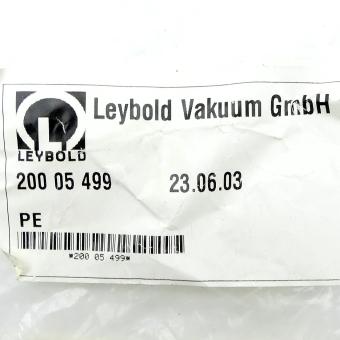 Leybold Vakuum GmbH
L
LEYBOLD
200 05 499 23.06.03
PE
*200 05 499*